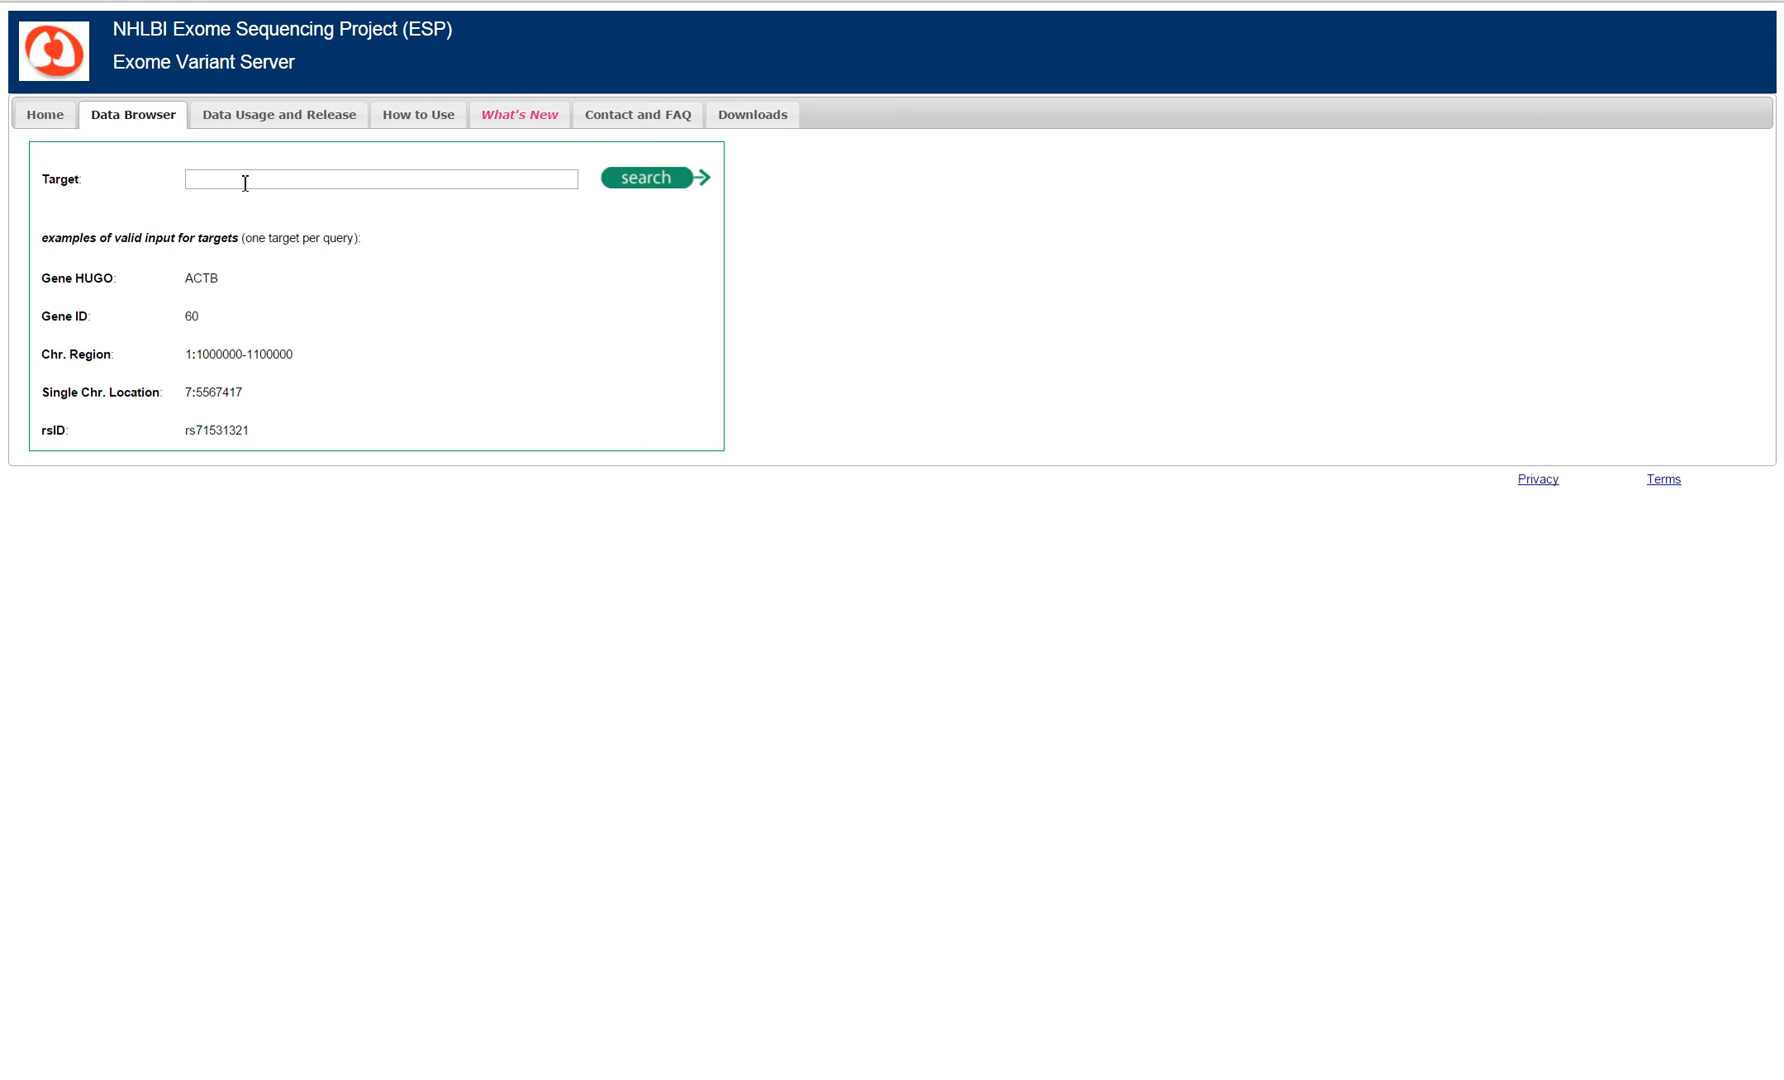 NHLBI Exome Sequencing Project (ESP)
Exome Variant Server
Home Data Browser Data Usage and Release How to Use What's New Contact and FAQ Downloads
Target: search
examples of valid input for targets (one target per query):
Gene HUGO: ACTB
Gene ID: 60
Chr. Region: 1:1000000-1100000
Single Chr. Location: 7:5567417
rsID: rs71531321
Privacy Terms